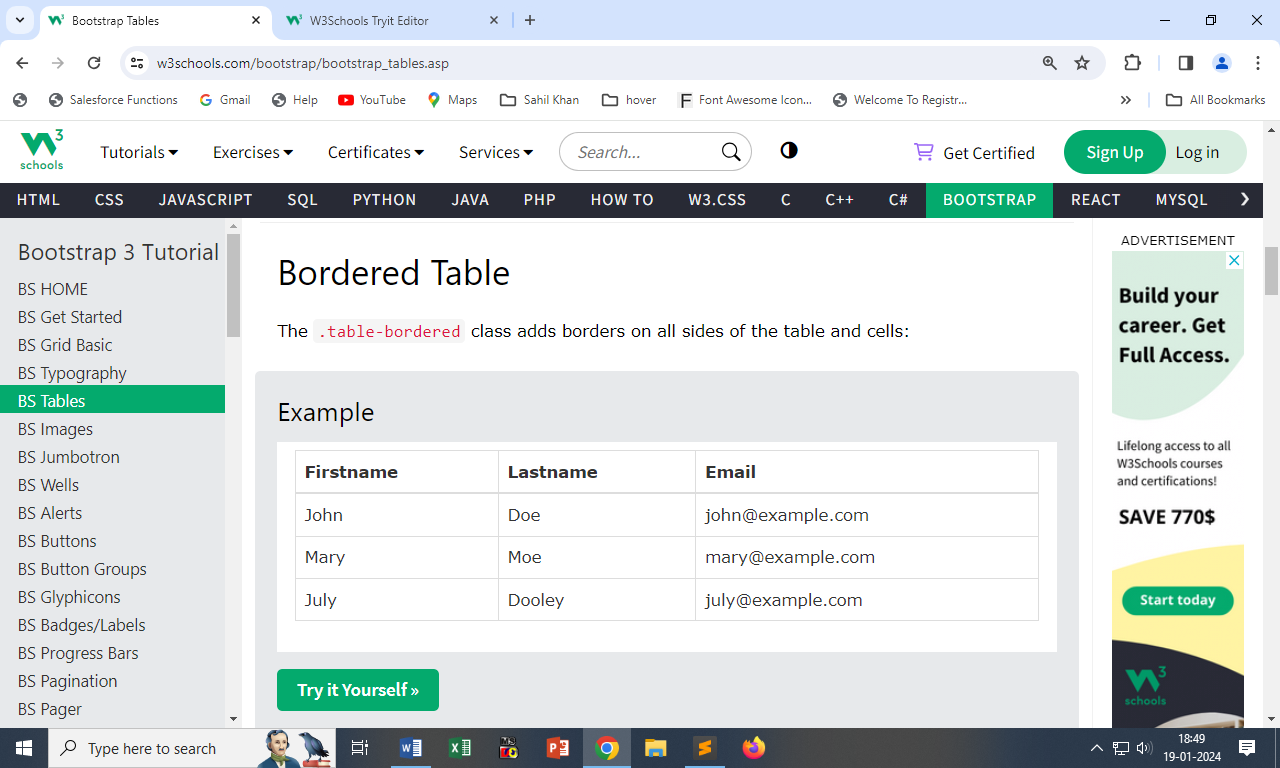 Bootstrap Tables
W3Schools Tryit Editor
w3schools.com/bootstrap/bootstrap_tables.asp
Salesforce Functions
Gmail
Help
YouTube
Maps
Sahil Khan
hover
Font Awesome Icon...
Welcome To Registr...
All Bookmarks
W3
schools
Tutorials
Exercises
Certificates
Services
Search...
Get Certified
Sign Up
Log in
HTML CSS JAVASCRIPT SQL PYTHON JAVA PHP HOW TO W3.CSS C C++ C# BOOTSTRAP REACT MYSQL
Bootstrap 3 Tutorial
BS HOME
BS Get Started
BS Grid Basic
BS Typography
BS Tables
BS Images
BS Jumbotron
BS Wells
BS Alerts
BS Buttons
BS Button Groups
BS Glyphicons
BS Badges/Labels
BS Progress Bars
BS Pagination
BS Pager
Bordered Table
The .table-bordered class adds borders on all sides of the table and cells:
Example
Firstname Lastname Email
John Doe john@example.com
Mary Moe mary@example.com
July Dooley july@example.com
Try it Yourself »
ADVERTISEMENT
Build your
career. Get
Full Access.
Lifelong access to all
W3Schools courses
and certifications!
SAVE 770$
Start today
W3
schools
Type here to search
18:49
19-01-2024